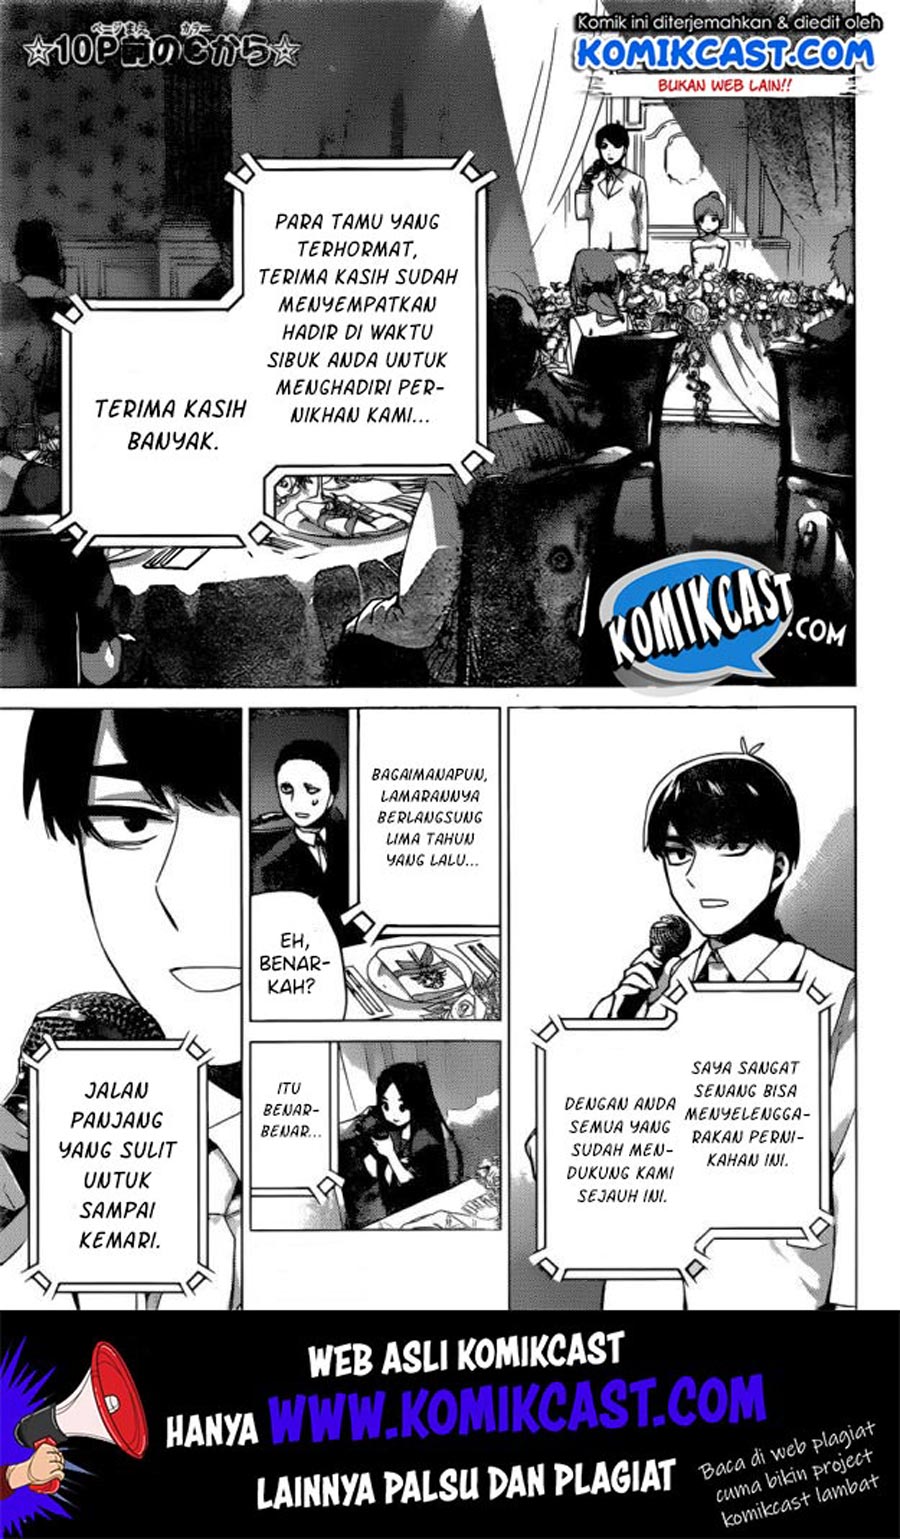 ☆10P前のCからスタート☆
Komik ini diterjemahkan & diedit oleh
KOMIKCAST.COM
BUKAN WEB LAIN!!
PARA TAMU YANG
TERHORMAT,
TERIMA KASIH SUDAH
MENYEMPATKAN
HADIR DI WAKTU
SIBUK ANDA UNTUK
MENGHADIRI PER-
NIKHAN KAMI...
TERIMA KASIH
BANYAK.
KOMIKCAST.COM
SAYA SANGAT
SENANG BISA
MENYELENGGA-
RAKAN PERNI-
KAHAN INI.
DENGAN ANDA
SEMUA YANG
SUDAH MEN-
DUKUNG KAMI
SEJAUH INI.
BAGAIMANAPUN,
LAMARANNYA
BERLANGSUNG
LIMA TAHUN
YANG LALU...
EH,
BENAR-
KAH?
ITU
BENAR-
BENAR...
JALAN
PANJANG
YANG SULIT
UNTUK
SAMPAI
KEMARI.
WEB ASLI KOMIKCAST
HANYA WWW.KOMIKCAST.COM
LAINNYA PALSU DAN PLAGIAT
Baca di web plagiat
cuma bikin project
komikcast lambat